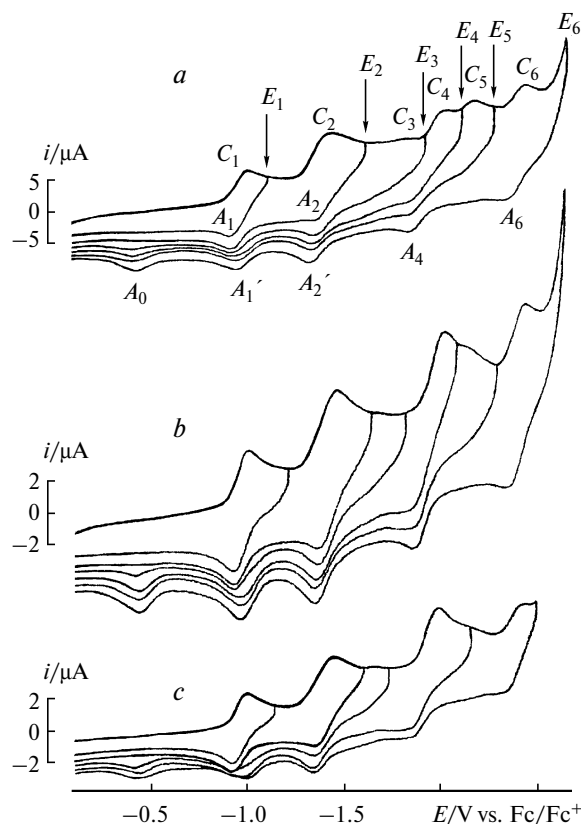 a
E₁
E₂
E₃
E₄
E₅
E₆
C₁
C₂
C₃
C₄
C₅
C₆
i/μA
5
0
−5
A₁
A₂
A₄
A₆
A₀
A₁´
A₂´
b
i/μA
2
0
−2
c
i/μA
2
0
−2
−0.5
−1.0
−1.5
E/V vs. Fc/Fc⁺